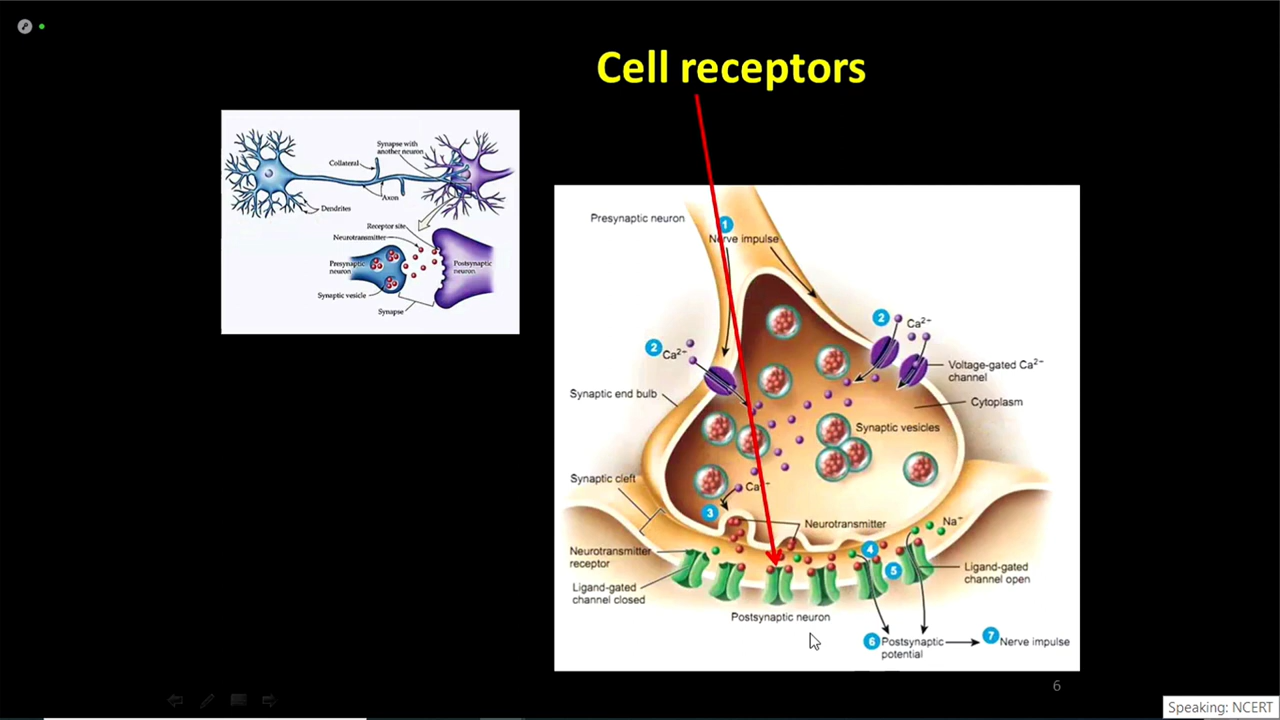 Cell receptors
Synapse with
another neuron
Collateral
Axon
Dendrites
Receptor site
Neurotransmitter
Presynaptic
neuron
Postsynaptic
neuron
Synaptic vesicle
Synapse
Presynaptic neuron
1
Nerve impulse
2
Ca2+
2
Ca2+
Voltage-gated Ca2+
channel
Synaptic end bulb
Cytoplasm
Synaptic vesicles
Synaptic cleft
Ca2+
3
Neurotransmitter
Na+
4
Neurotransmitter
receptor
5
Ligand-gated
channel open
Ligand-gated
channel closed
Postsynaptic neuron
6 Postsynaptic
potential
7 Nerve impulse
6
Speaking: NCERT